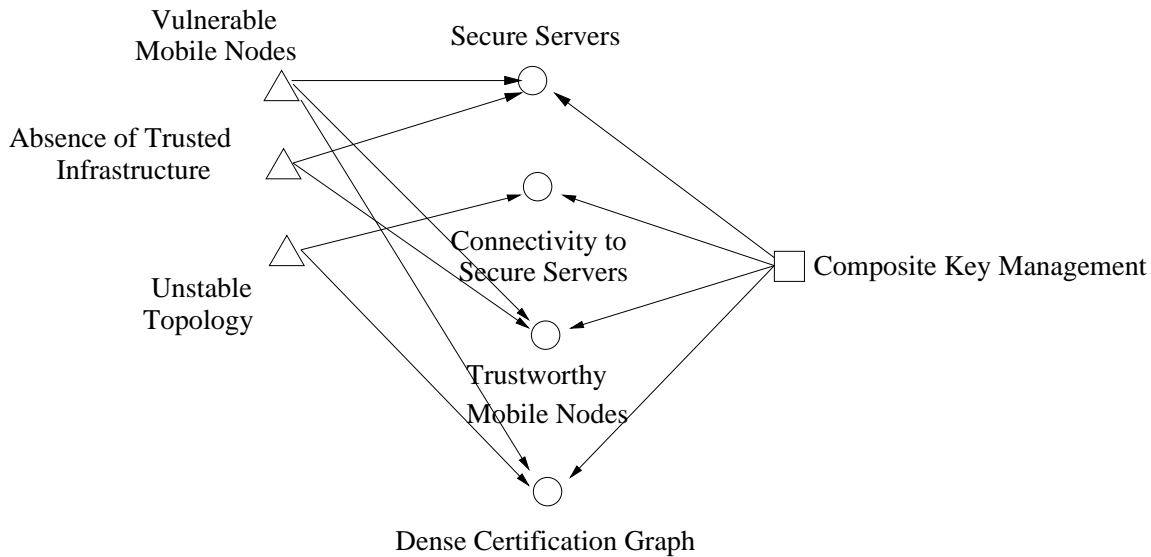 Vulnerable
Mobile Nodes
Secure Servers
Absence of Trusted
Infrastructure
Connectivity to
Secure Servers
Composite Key Management
Unstable
Topology
Trustworthy
Mobile Nodes
Dense Certification Graph